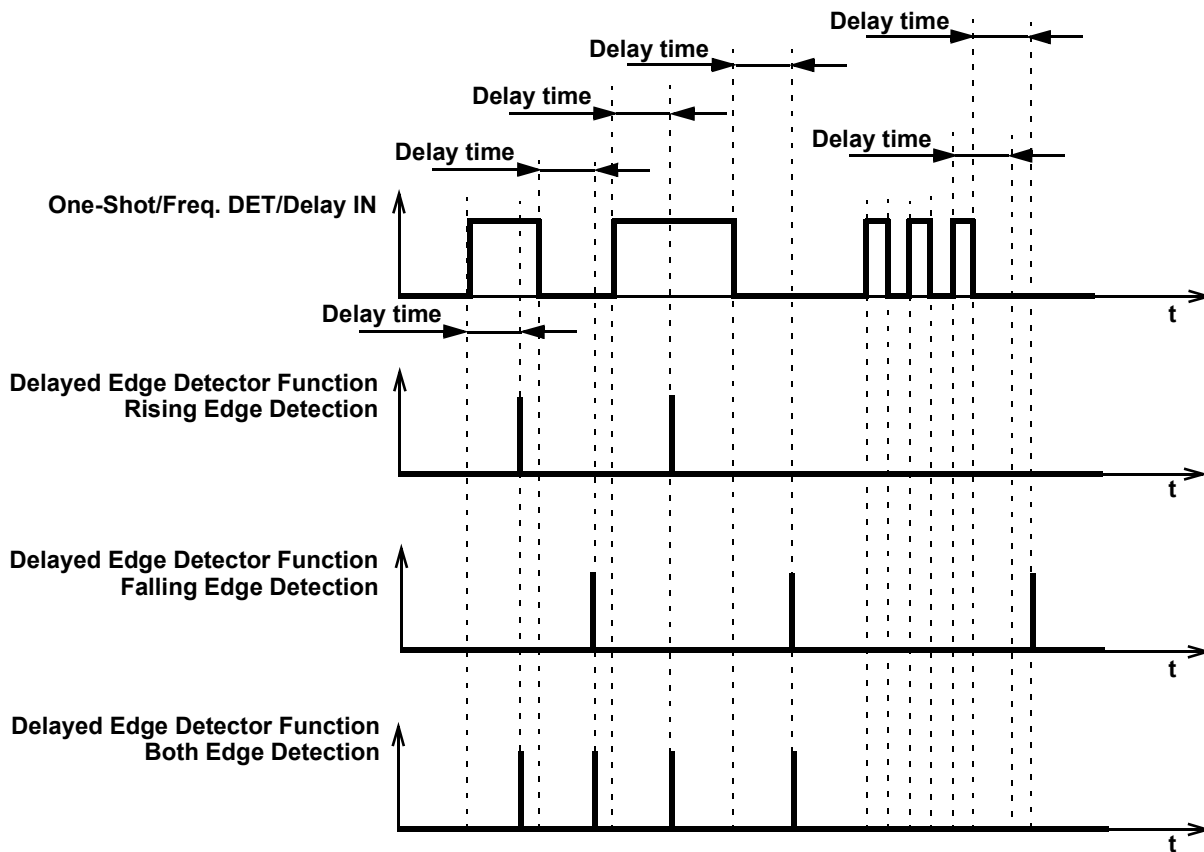 Delay time
Delay time
Delay time
Delay time
Delay time
One-Shot/Freq. DET/Delay IN
t
Delay time
Delayed Edge Detector Function
Rising Edge Detection
t
Delayed Edge Detector Function
Falling Edge Detection
t
Delayed Edge Detector Function
Both Edge Detection
t